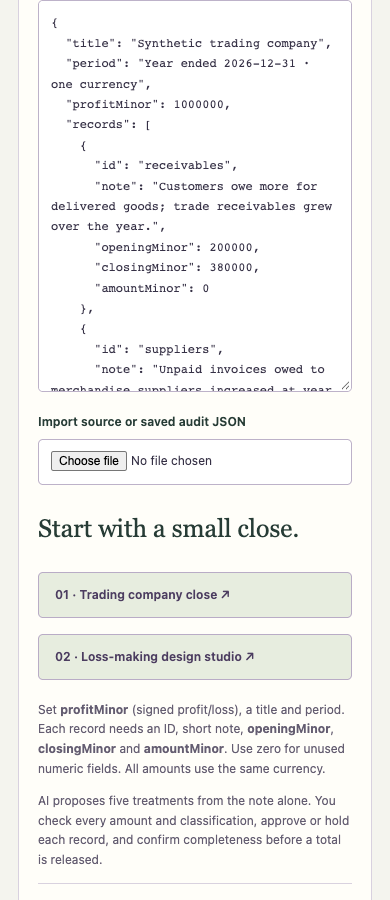 {
"title": "Synthetic trading company",
"period": "Year ended 2026-12-31 ·
one currency",
"profitMinor": 1000000,
"records": [
{
"id": "receivables",
"note": "Customers owe more for
delivered goods; trade receivables grew
over the year.",
"openingMinor": 200000,
"closingMinor": 380000,
"amountMinor": 0
},
{
"id": "suppliers",
"note": "Unpaid invoices owed to
merchandise suppliers increased at year
Import source or saved audit JSON
Choose file No file chosen
Start with a small close.
01 · Trading company close ↗
02 · Loss-making design studio ↗
Set profitMinor (signed profit/loss), a title and period.
Each record needs an ID, short note, openingMinor,
closingMinor and amountMinor. Use zero for unused
numeric fields. All amounts use the same currency.
AI proposes five treatments from the note alone. You
check every amount and classification, approve or hold
each record, and confirm completeness before a total
is released.